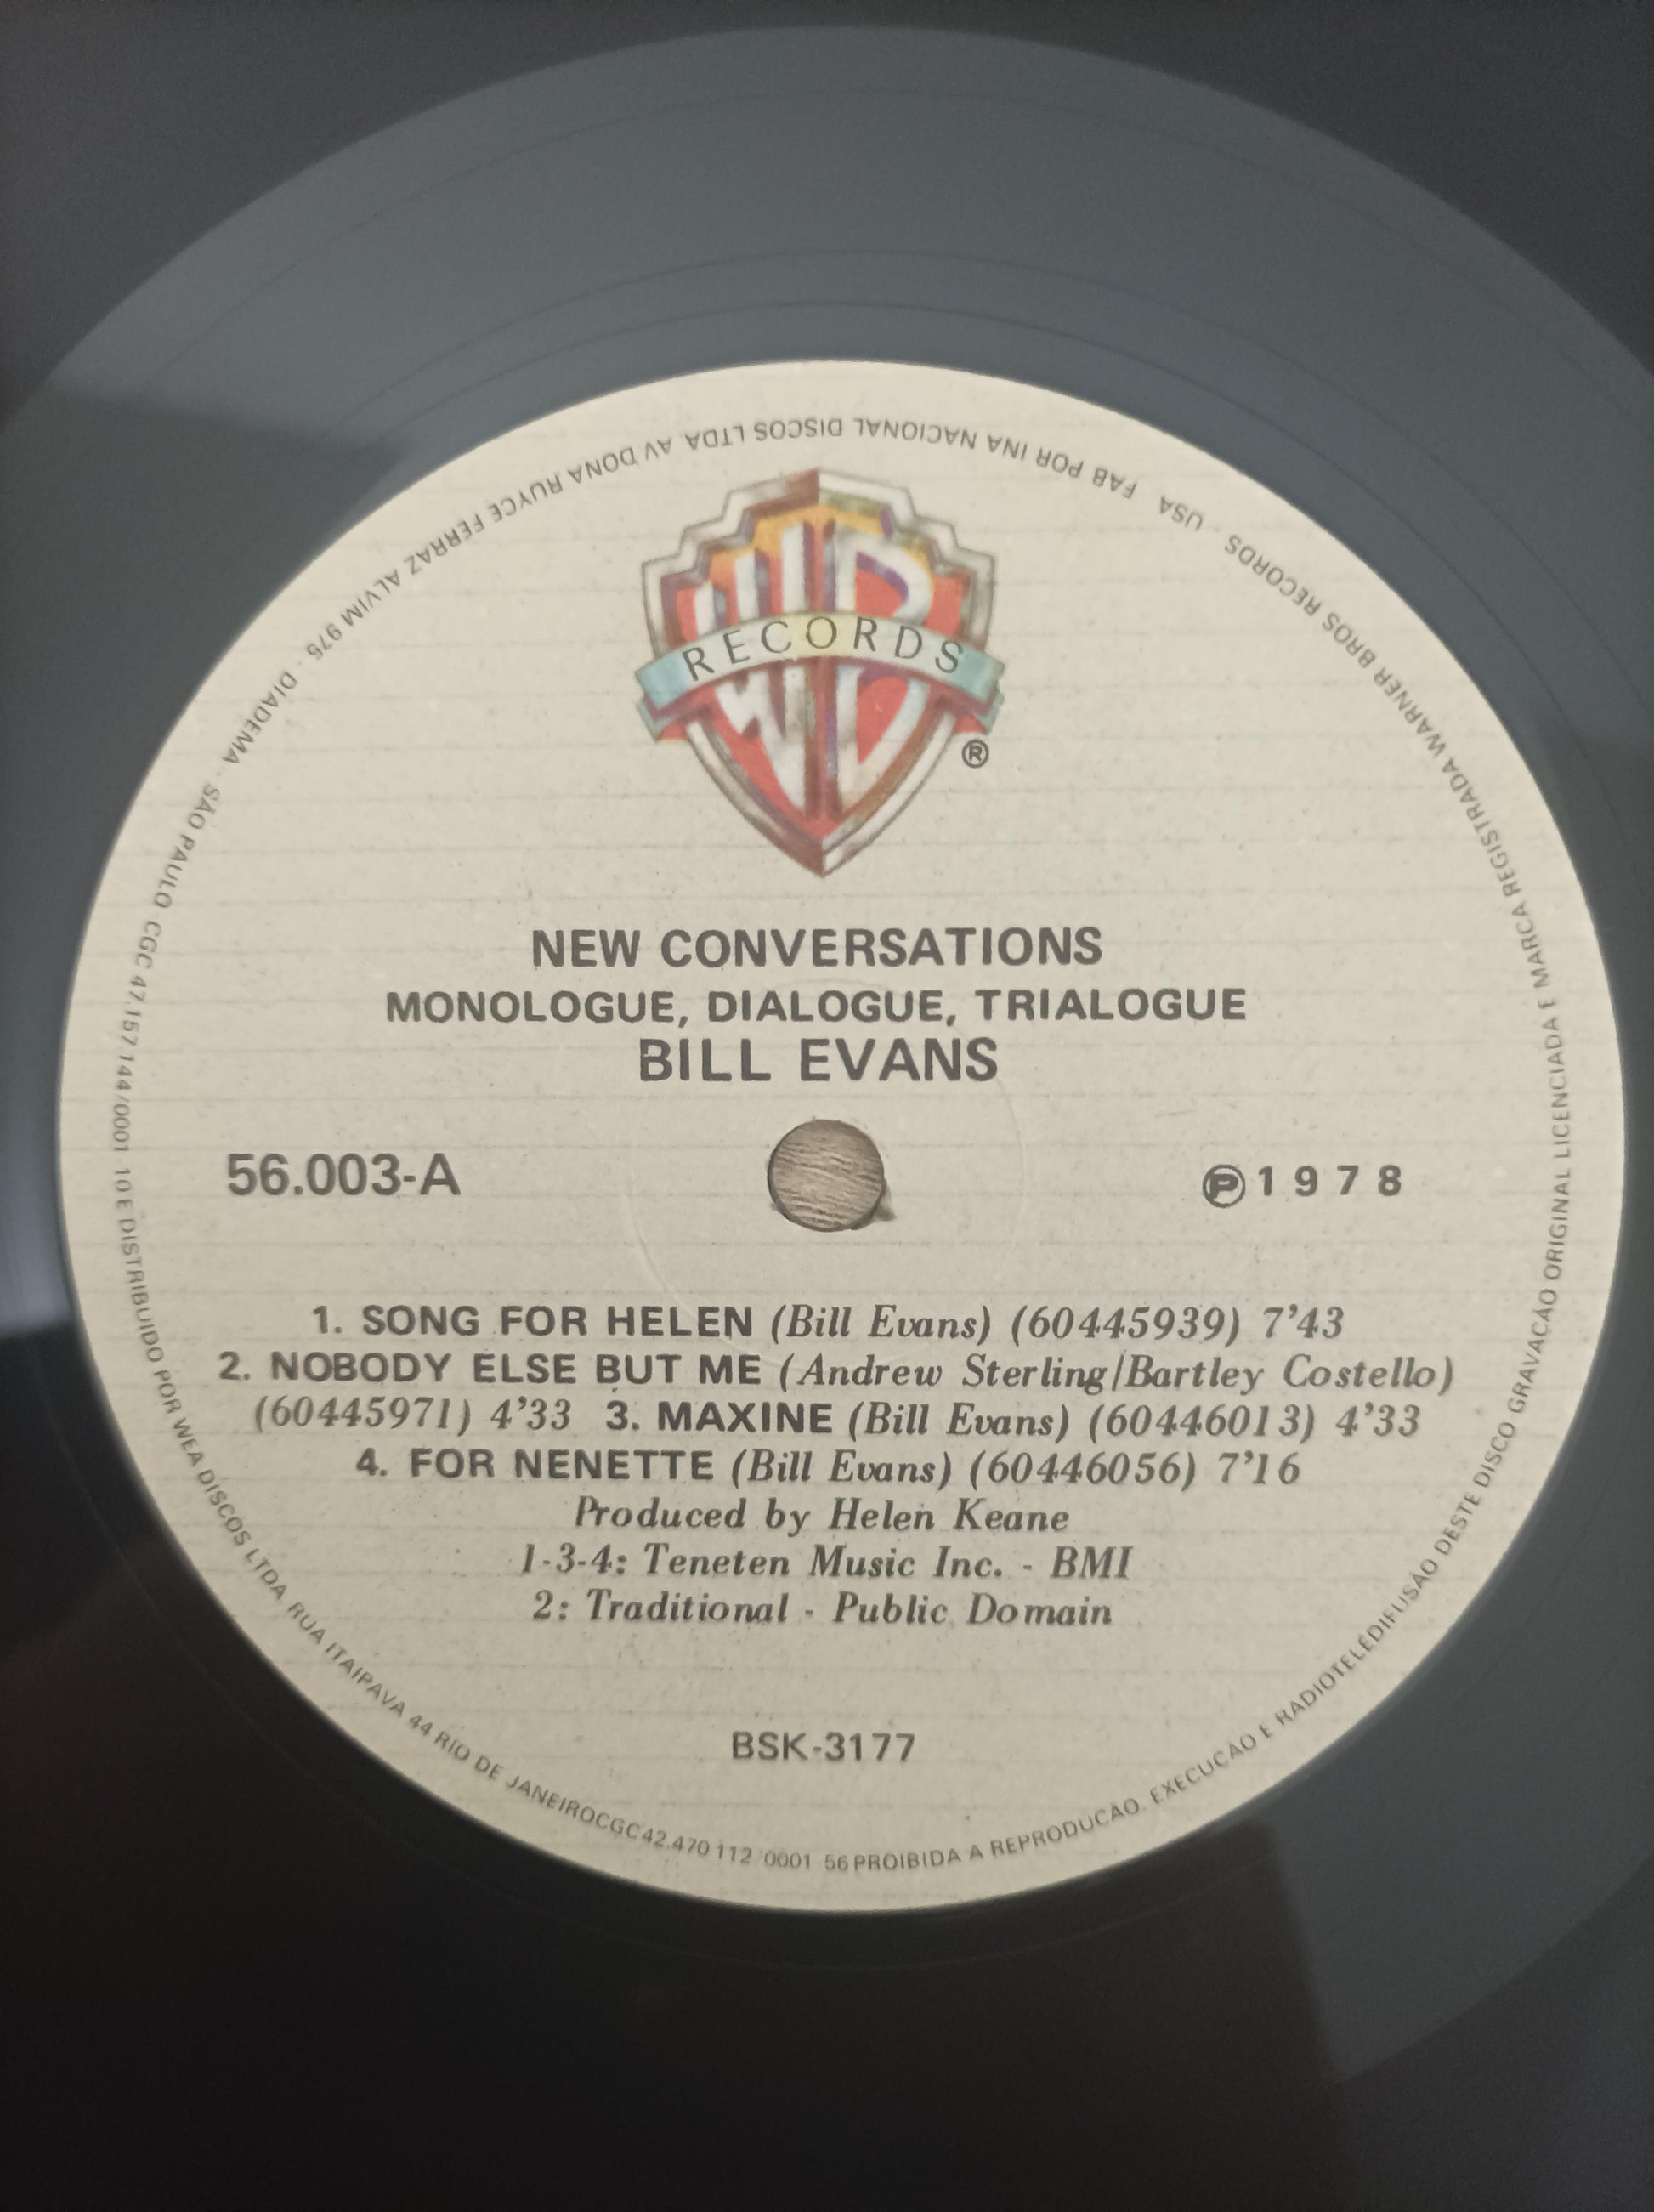 WB
RECORDS
®
NEW CONVERSATIONS
MONOLOGUE, DIALOGUE, TRIALOGUE
BILL EVANS
56.003-A
℗ 1978
1. SONG FOR HELEN (Bill Evans) (60445939) 7'43
2. NOBODY ELSE BUT ME (Andrew Sterling/Bartley Costello)
(60445971) 4'33 3. MAXINE (Bill Evans) (60446013) 4'33
4. FOR NENETTE (Bill Evans) (60446056) 7'16
Produced by Helen Keane
1-3-4: Teneten Music Inc. - BMI
2: Traditional - Public Domain
BSK-3177
FAB POR INA NACIONAL DISCOS LTDA AV DONA RUYCE FERRAZ ALVIM 976 · DIADEMA · SÃO PAULO CGC 47.157 144/0001 10 E DISTRIBUIDO POR WEA DISCOS LTDA RUA ITAIPAVA 44 RIO DE JANEIRO CGC 42.470 112 0001 56 PROIBIDA A REPRODUÇÃO, EXECUÇÃO E RADIOTELEDIFUSÃO DESTE DISCO GRAVAÇÃO ORIGINAL LICENCIADA E MARCA REGISTRADA WARNER BROS RECORDS · USA